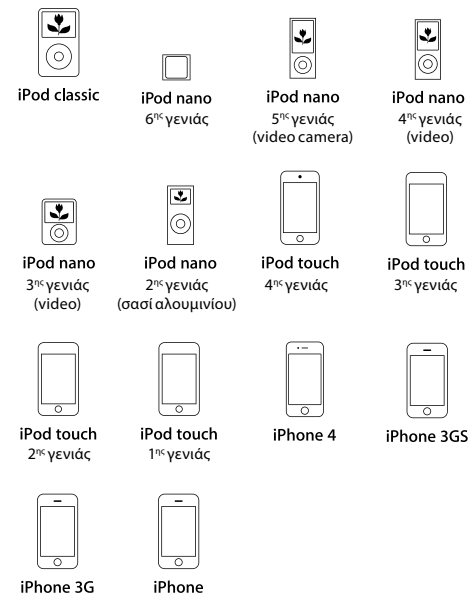 iPod classic
iPod nano
6ης γενιάς
iPod nano
5ης γενιάς
(video camera)
iPod nano
4ης γενιάς
(video)
iPod nano
3ης γενιάς
(video)
iPod nano
2ης γενιάς
(σασί αλουμινίου)
iPod touch
4ης γενιάς
iPod touch
3ης γενιάς
iPod touch
2ης γενιάς
iPod touch
1ης γενιάς
iPhone 4
iPhone 3GS
iPhone 3G
iPhone